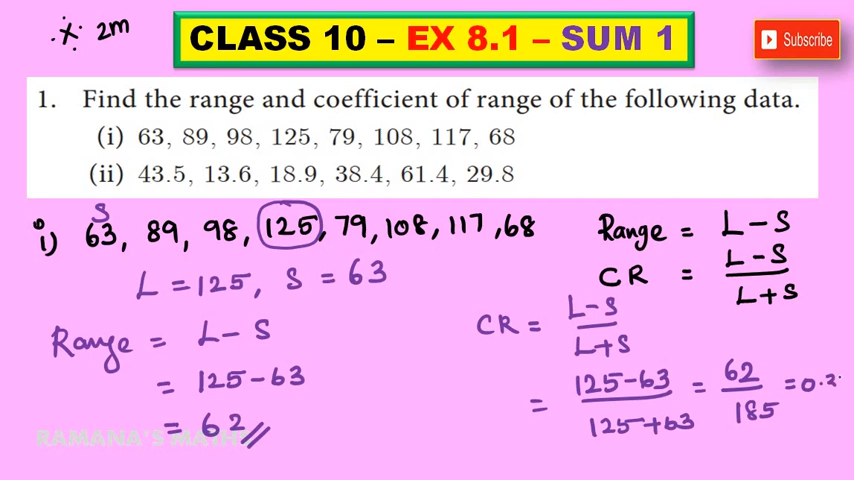 ∴ 2m
CLASS 10 – EX 8.1 – SUM 1
Subscribe
1. Find the range and coefficient of range of the following data.
(i) 63, 89, 98, 125, 79, 108, 117, 68
(ii) 43.5, 13.6, 18.9, 38.4, 61.4, 29.8
S
i) 63, 89, 98, 125, 79, 108, 117, 68
L = 125, S = 63
Range = L - S
= 125 - 63
= 62
Range = L - S
CR = L - S / L + S
CR = L - S / L + S
= 125 - 63 / 125 + 63 = 62 / 185 = 0.3
RAMANA'S MATHS